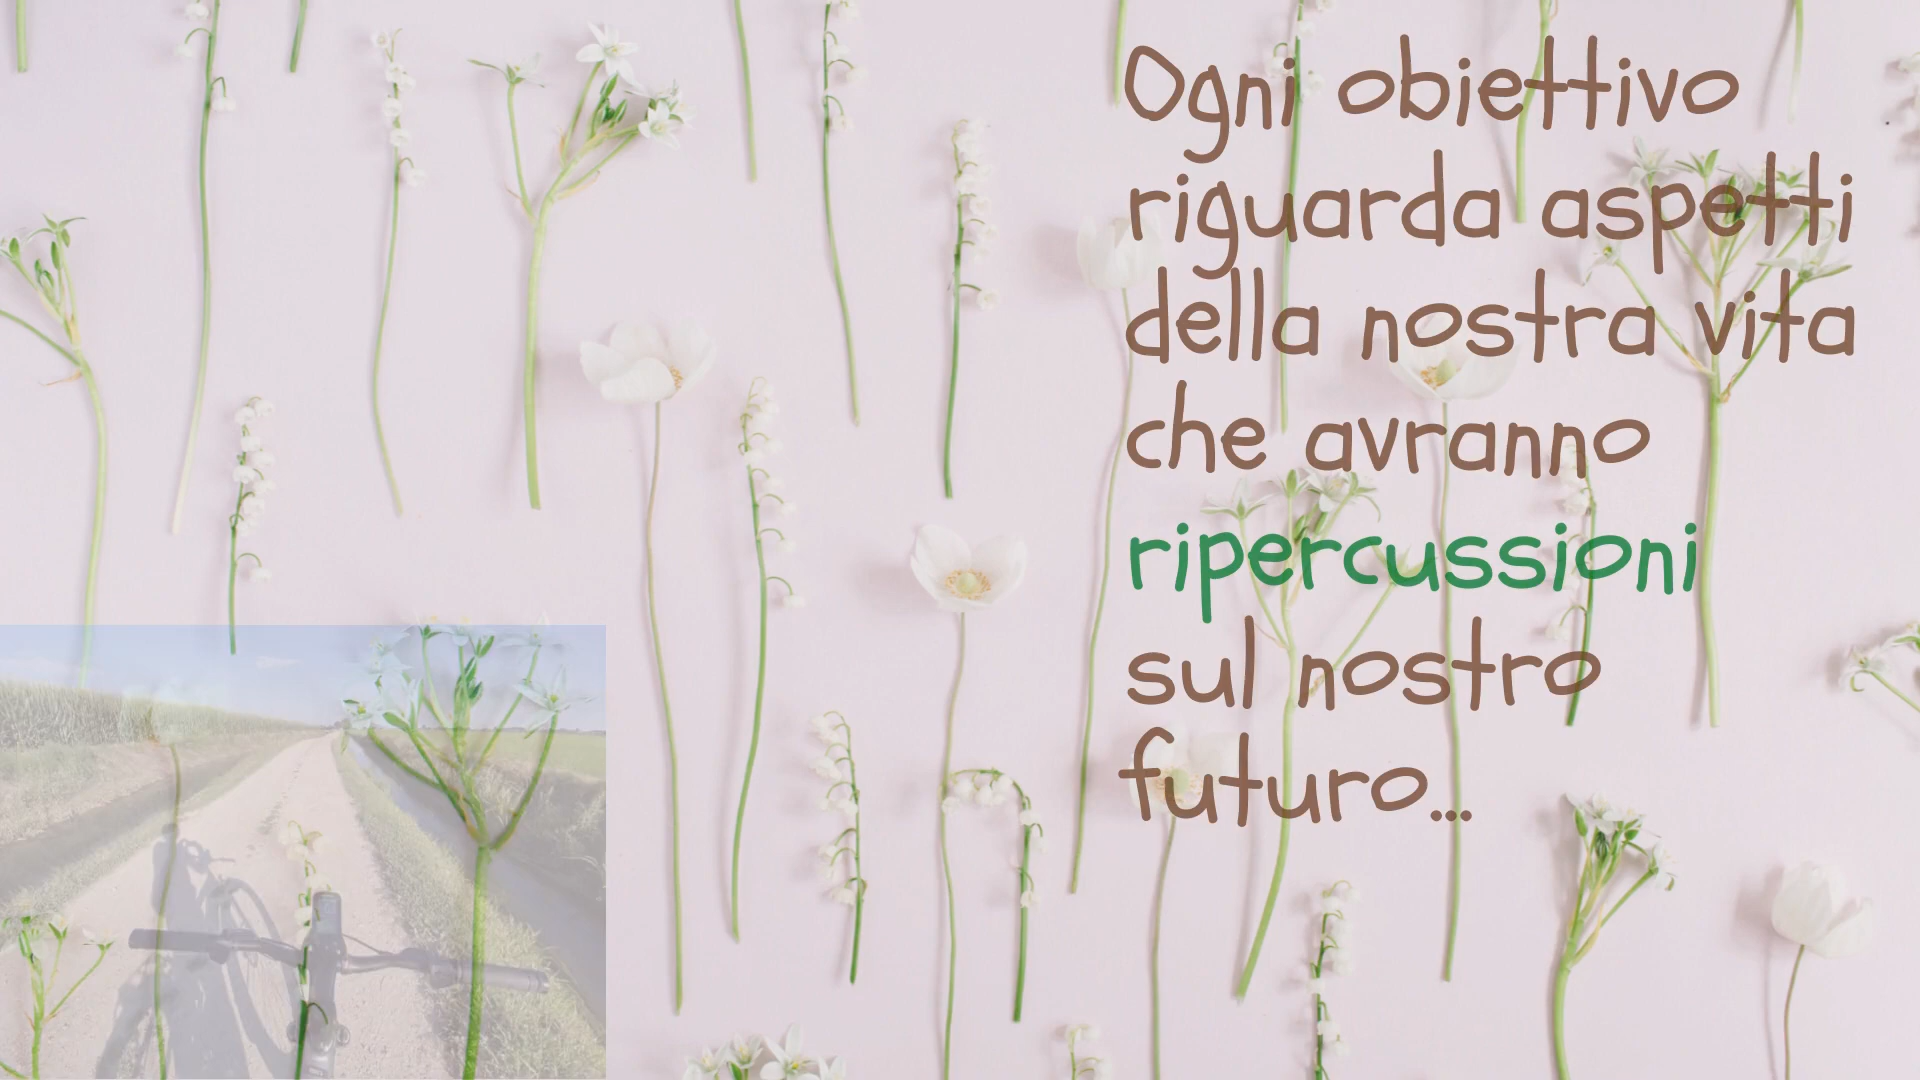 Ogni obiettivo
riguarda aspetti
della nostra vita
che avranno
ripercussioni
sul nostro
futuro...